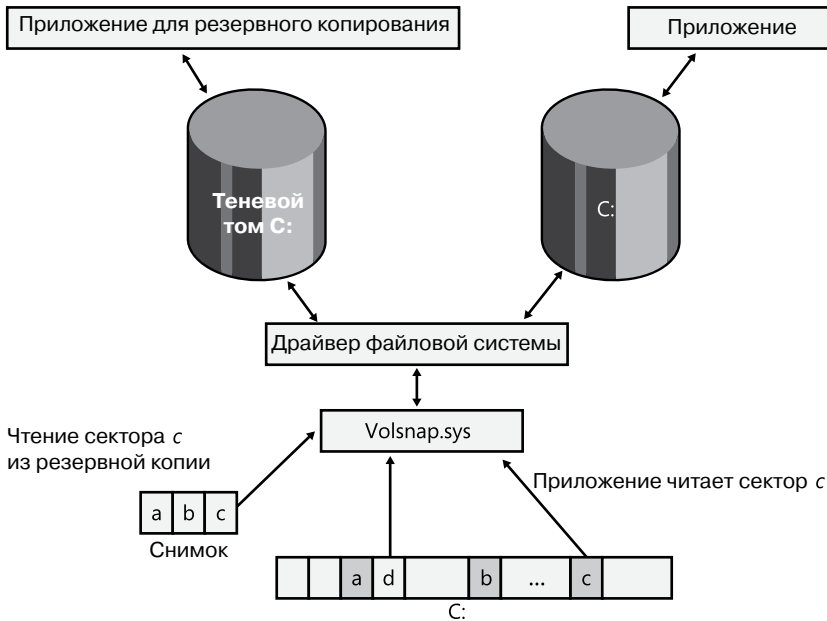 Приложение для резервного копирования
Приложение
Теневой
том C:
C:
Драйвер файловой системы
Volsnap.sys
Чтение сектора c
из резервной копии
Приложение читает сектор c
a b c
Снимок
a d b ... c
C: